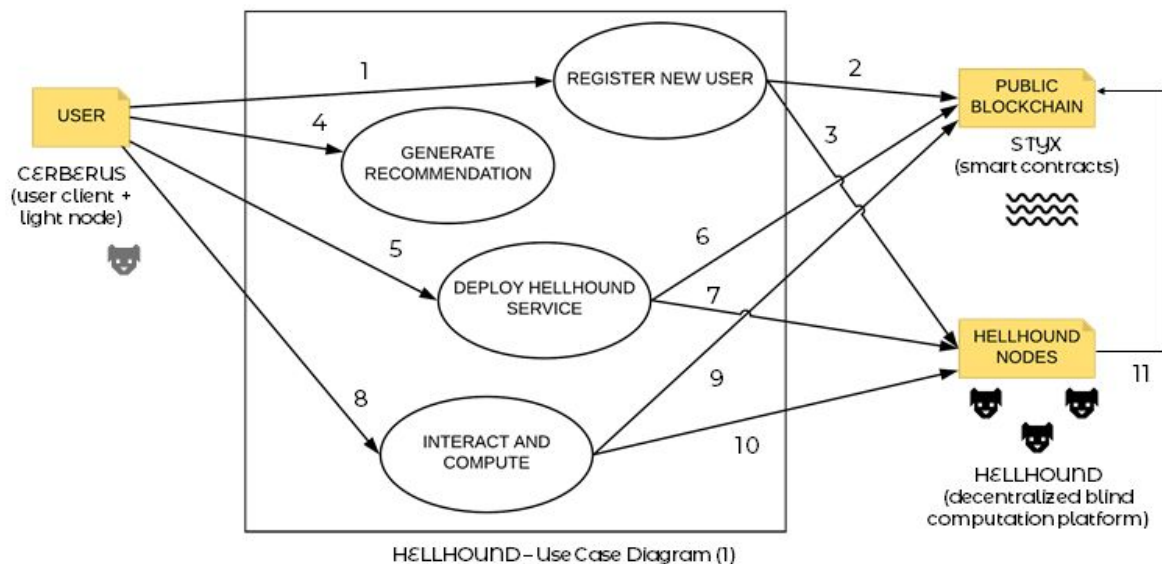 1
REGISTER NEW USER
2
PUBLIC
BLOCKCHAIN
USER
4
3
STYX
(smart contracts)
GENERATE
RECOMMENDATION
CERBERUS
(user client +
light node)
5
6
DEPLOY HELLHOUND
SERVICE
7
HELLHOUND
NODES
11
8
9
INTERACT AND
COMPUTE
10
HELLHOUND
(decentralized blind
computation platform)
HELLHOUND – Use Case Diagram (1)